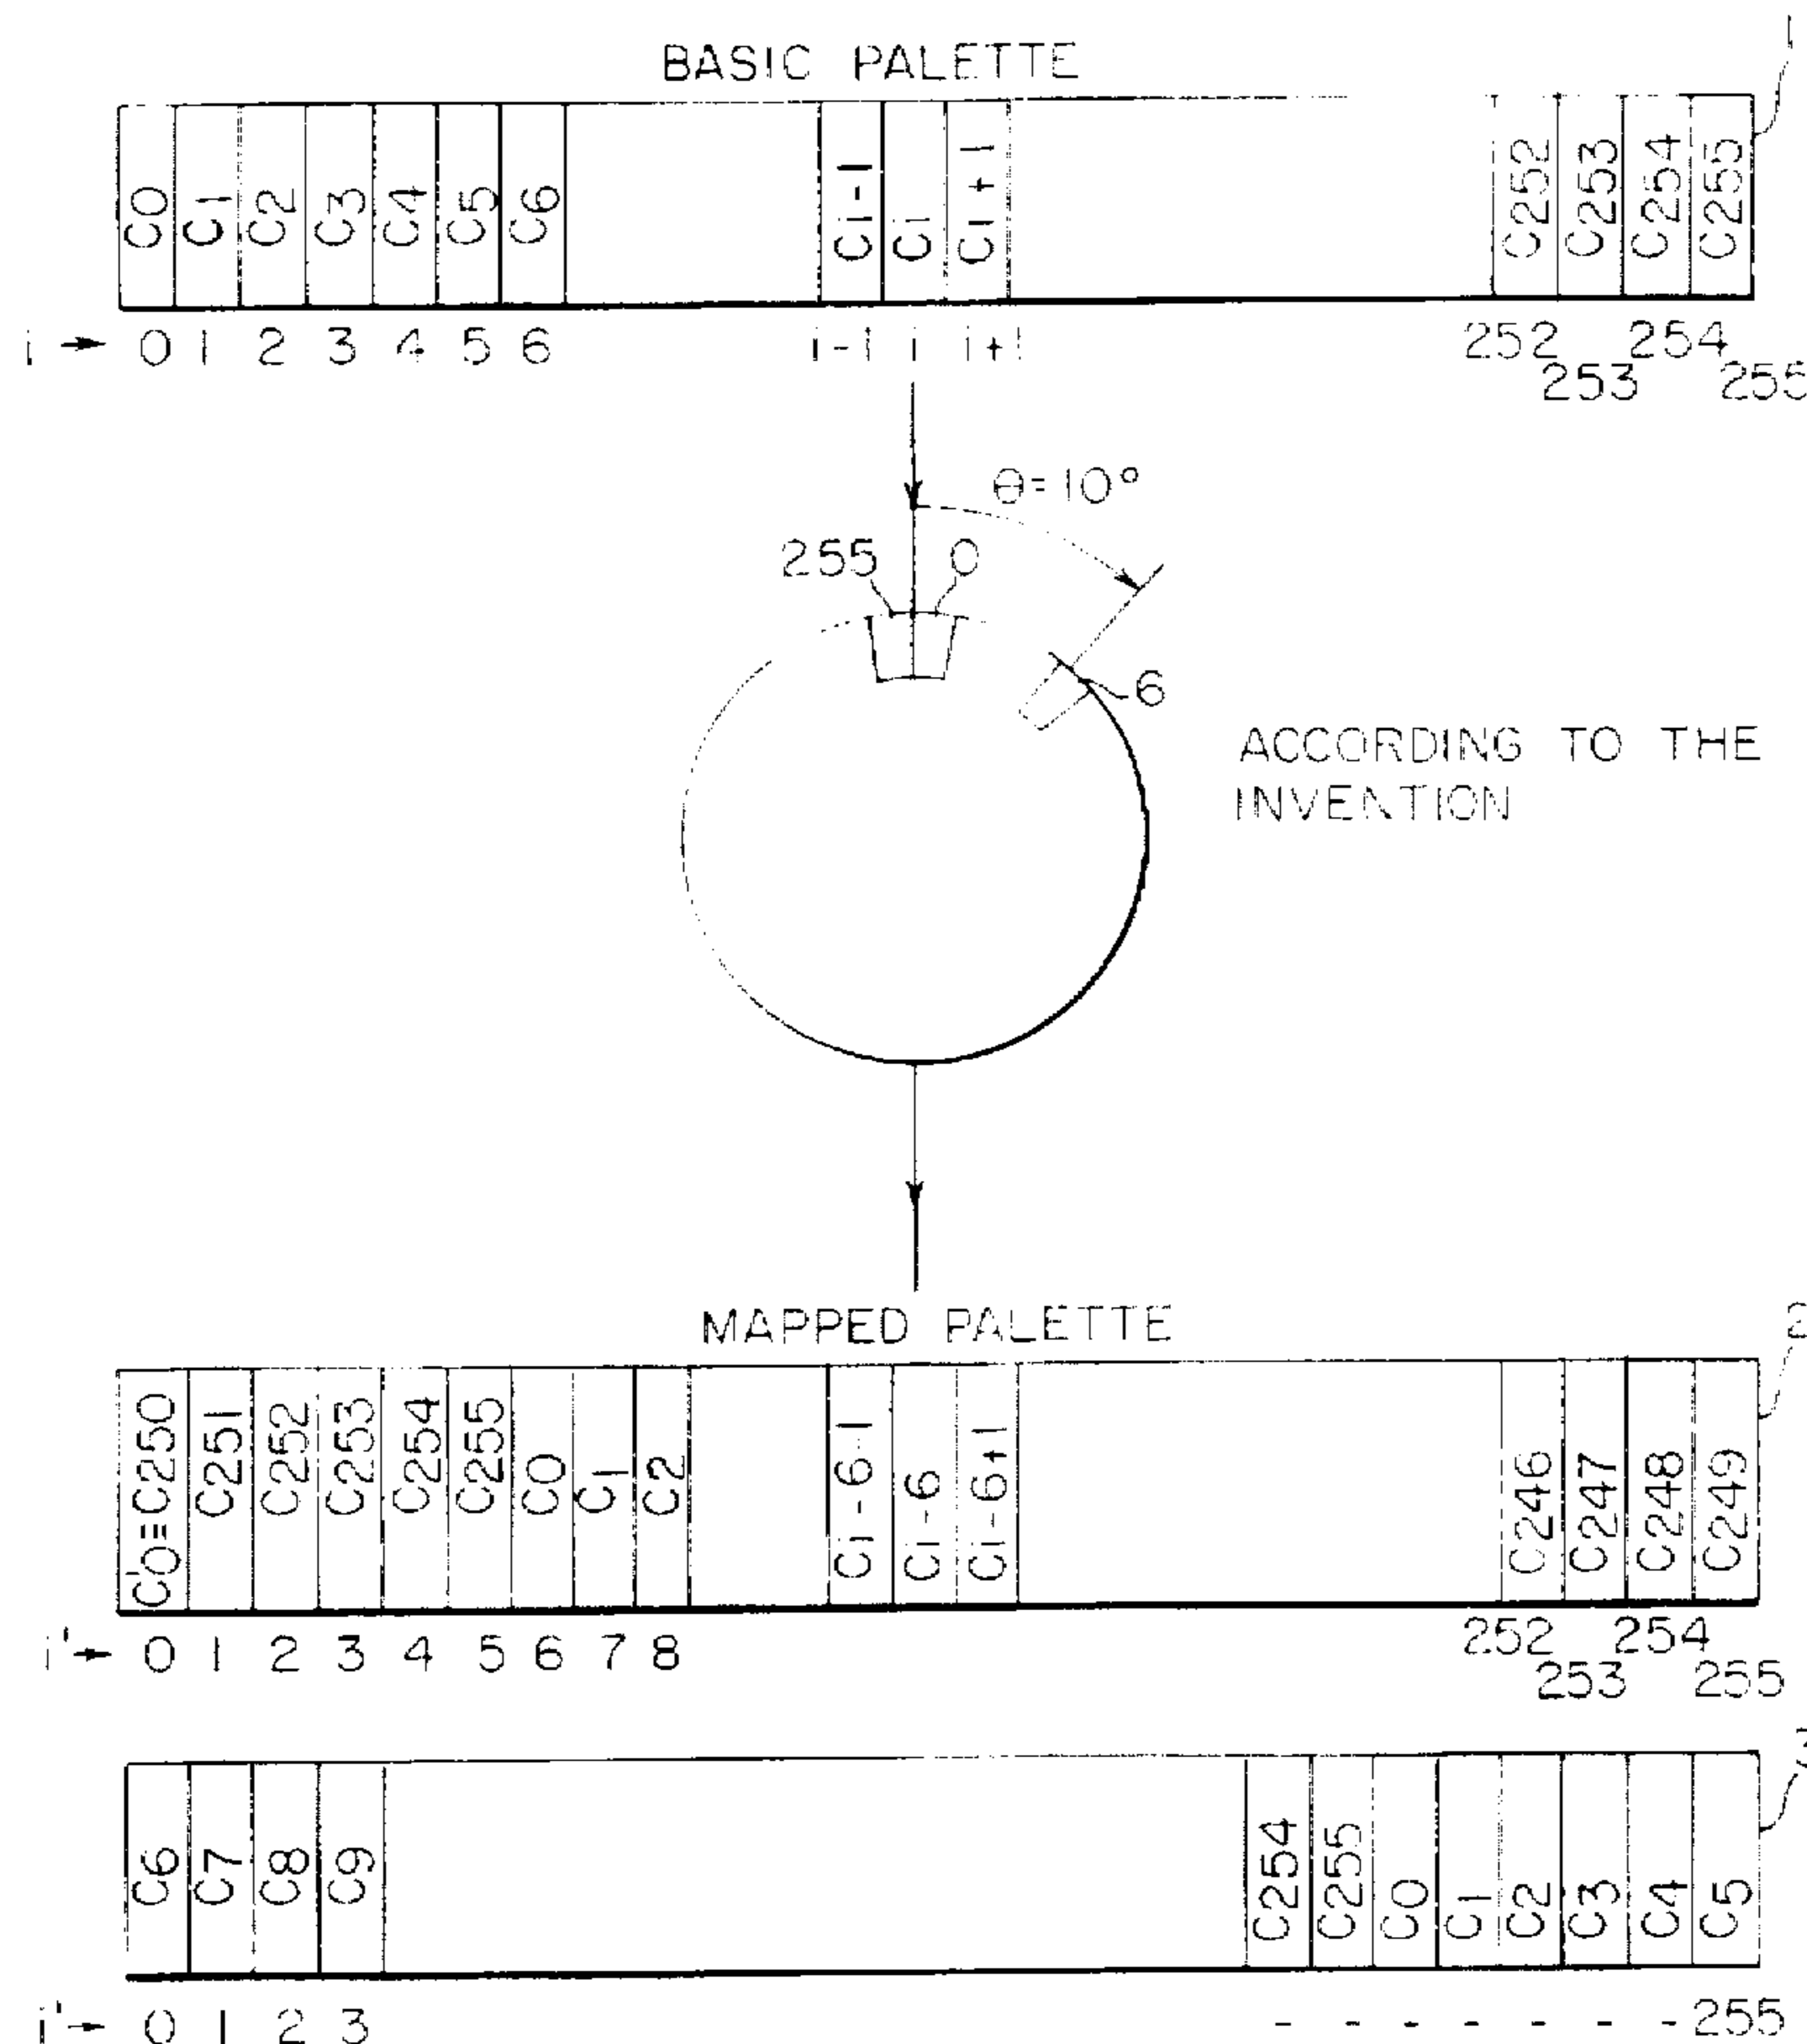 BASIC PALETTE
1
C0 C1 C2 C3 C4 C5 C6 Ci-1 Ci Ci+1 C252 C253 C254 C255
i → 0 1 2 3 4 5 6 i-1 i i+1 252 253 254 255
θ=10°
255 0
6
ACCORDING TO THE
INVENTION
MAPPED PALETTE
C'0≡C250 C251 C252 C253 C254 C255 C0 C1 C2 Ci-6-1 Ci-6 Ci-6+1 C246 C247 C248 C249
i' → 0 1 2 3 4 5 6 7 8 252 253 254 255
C6 C7 C8 C9 C254 C255 C0 C1 C2 C3 C4 C5
i' → 0 1 2 3 - - - - - - - 255